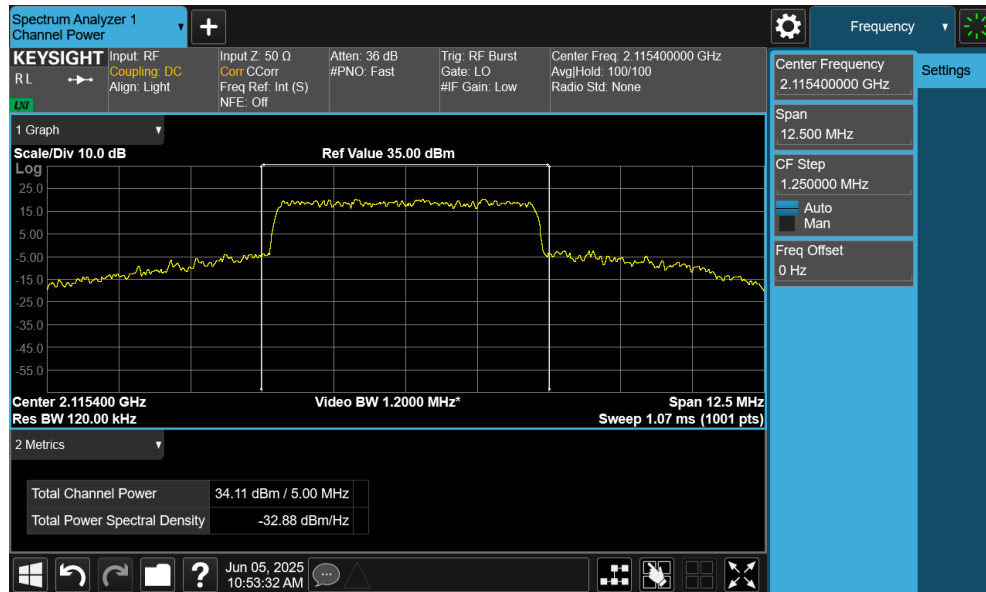 Spectrum Analyzer 1
Channel Power
Frequency
KEYSIGHT
R L
LXI
Input: RF
Coupling: DC
Align: Light
Input Z: 50 Ω
Corr CCorr
Freq Ref: Int (S)
NFE: Off
Atten: 36 dB
#PNO: Fast
Trig: RF Burst
Gate: LO
#IF Gain: Low
Center Freq: 2.115400000 GHz
Avg|Hold: 100/100
Radio Std: None
Center Frequency
2.115400000 GHz
Settings
Span
12.500 MHz
CF Step
1.250000 MHz
Auto
Man
Freq Offset
0 Hz
1 Graph
Scale/Div 10.0 dB
Ref Value 35.00 dBm
Log
25.0
15.0
5.00
-5.00
-15.0
-25.0
-35.0
-45.0
-55.0
Center 2.115400 GHz
Video BW 1.2000 MHz*
Span 12.5 MHz
Res BW 120.00 kHz
Sweep 1.07 ms (1001 pts)
2 Metrics
Total Channel Power 34.11 dBm / 5.00 MHz
Total Power Spectral Density -32.88 dBm/Hz
?
Jun 05, 2025
10:53:32 AM